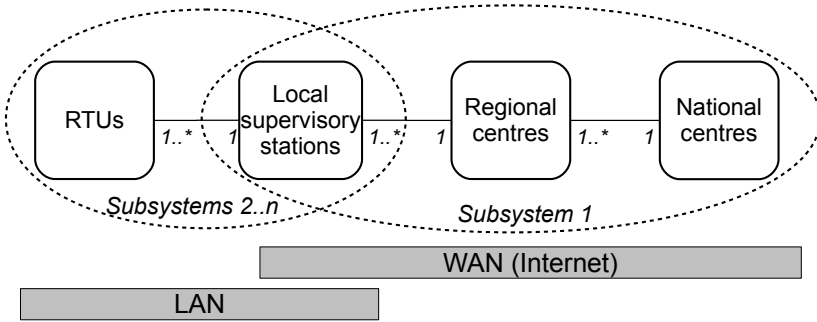 RTUs
Local
supervisory
stations
Regional
centres
National
centres
1..*
1
1..*
1
1..*
1
Subsystems 2..n
Subsystem 1
WAN (Internet)
LAN